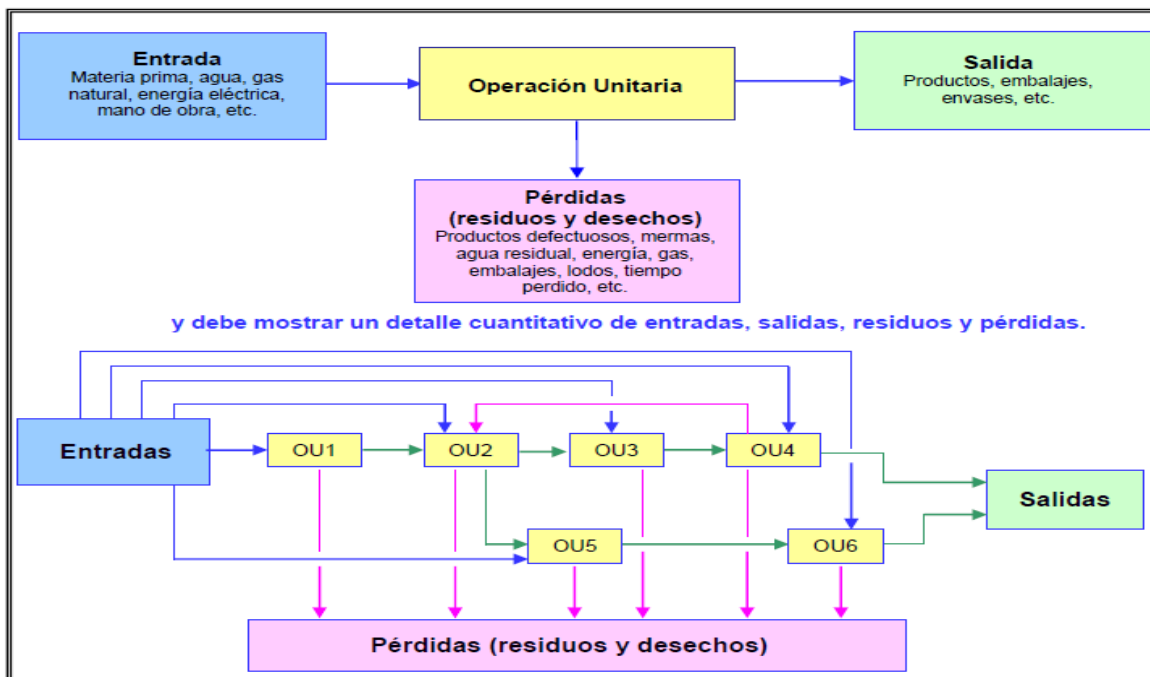 Entrada
Materia prima, agua, gas
natural, energía eléctrica,
mano de obra, etc.
Operación Unitaria
Salida
Productos, embalajes,
envases, etc.
Pérdidas
(residuos y desechos)
Productos defectuosos, mermas,
agua residual, energía, gas,
embalajes, lodos, tiempo
perdido, etc.
y debe mostrar un detalle cuantitativo de entradas, salidas, residuos y pérdidas.
Entradas
OU1
OU2
OU3
OU4
Salidas
OU5
OU6
Pérdidas (residuos y desechos)